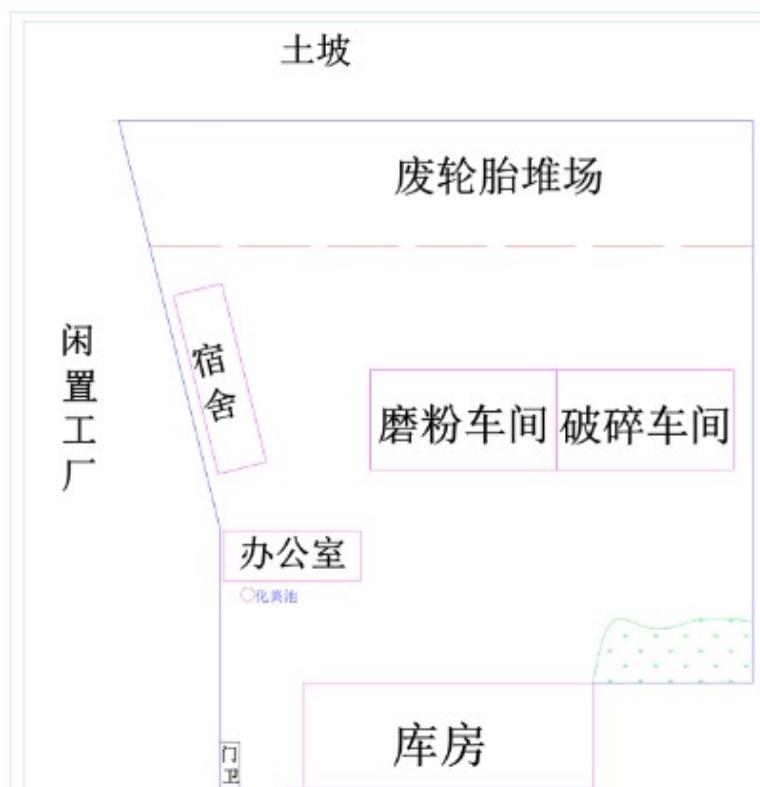 土坡
废轮胎堆场
闲置工厂
宿舍
磨粉车间
破碎车间
办公室
化粪池
库房
门卫